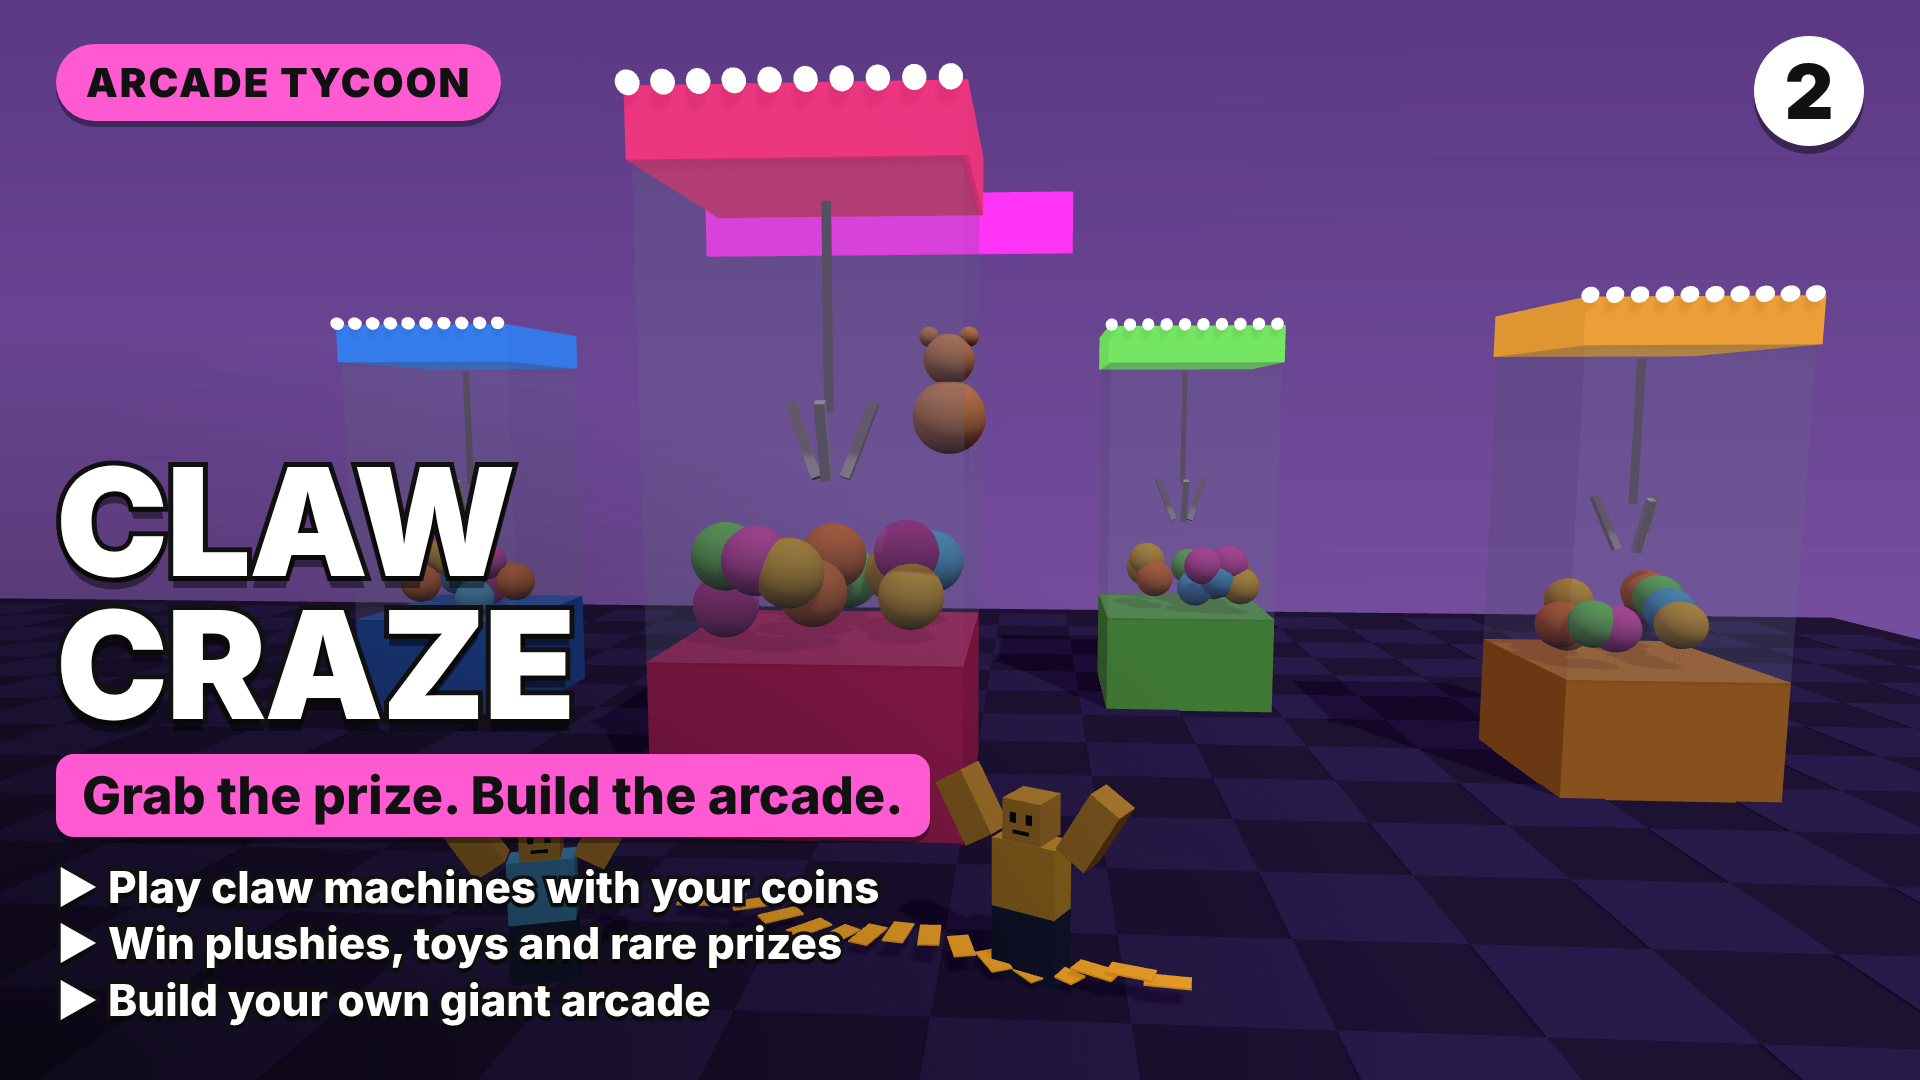 ARCADE TYCOON
2
CLAW
CRAZE
Grab the prize. Build the arcade.
▶ Play claw machines with your coins
▶ Win plushies, toys and rare prizes
▶ Build your own giant arcade